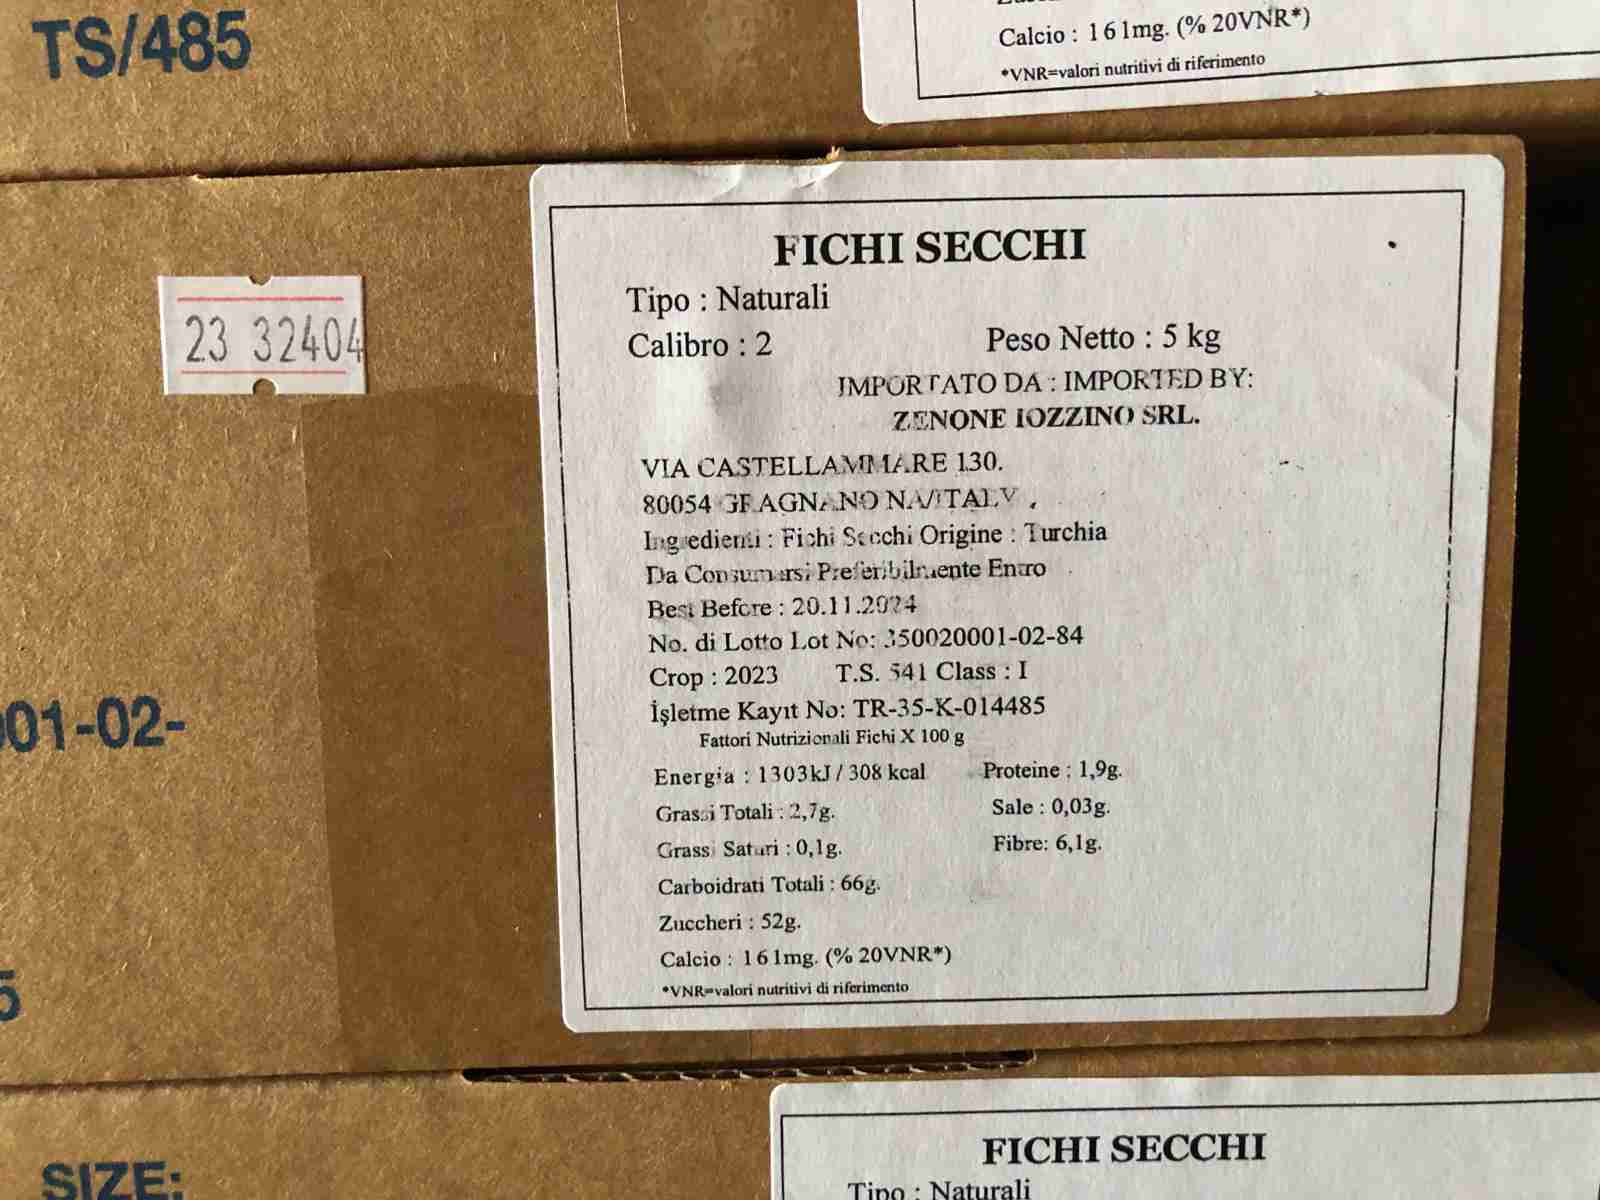 TS/485
Calcio : 161mg. (% 20VNR*)
*VNR=valori nutritivi di riferimento
23 32404
FICHI SECCHI
Tipo : Naturali
Calibro : 2 Peso Netto : 5 kg
IMPORTATO DA : IMPORTED BY:
ZENONE IOZZINO SRL.
VIA CASTELLAMMARE 130.
80054 GRAGNANO NA/ITALY .
Ingredienti : Fichi Secchi Origine : Turchia
Da Consumarsi Preferibilmente Entro
Best Before : 20.11.2024
No. di Lotto Lot No: 350020001-02-84
Crop : 2023 T.S. 541 Class : I
İşletme Kayıt No: TR-35-K-014485
Fattori Nutrizionali Fichi X 100 g
Energia : 1303kJ / 308 kcal Proteine : 1,9g.
Grassi Totali : 2,7g. Sale : 0,03g.
Grassi Saturi : 0,1g. Fibre: 6,1g.
Carboidrati Totali : 66g.
Zuccheri : 52g.
Calcio : 161mg. (% 20VNR*)
*VNR=valori nutritivi di riferimento
001-02-
5
SIZE:
FICHI SECCHI
Tipo : Naturali